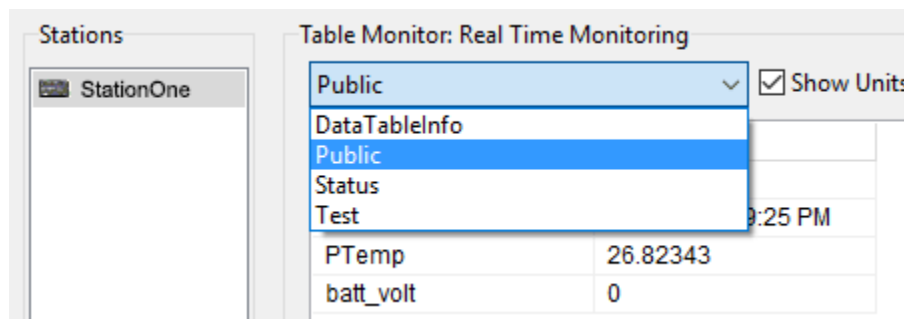 Stations
Table Monitor: Real Time Monitoring
StationOne
Public
Show Units
DataTableInfo
Public
Status
Test
9:25 PM
PTemp 26.82343
batt_volt 0